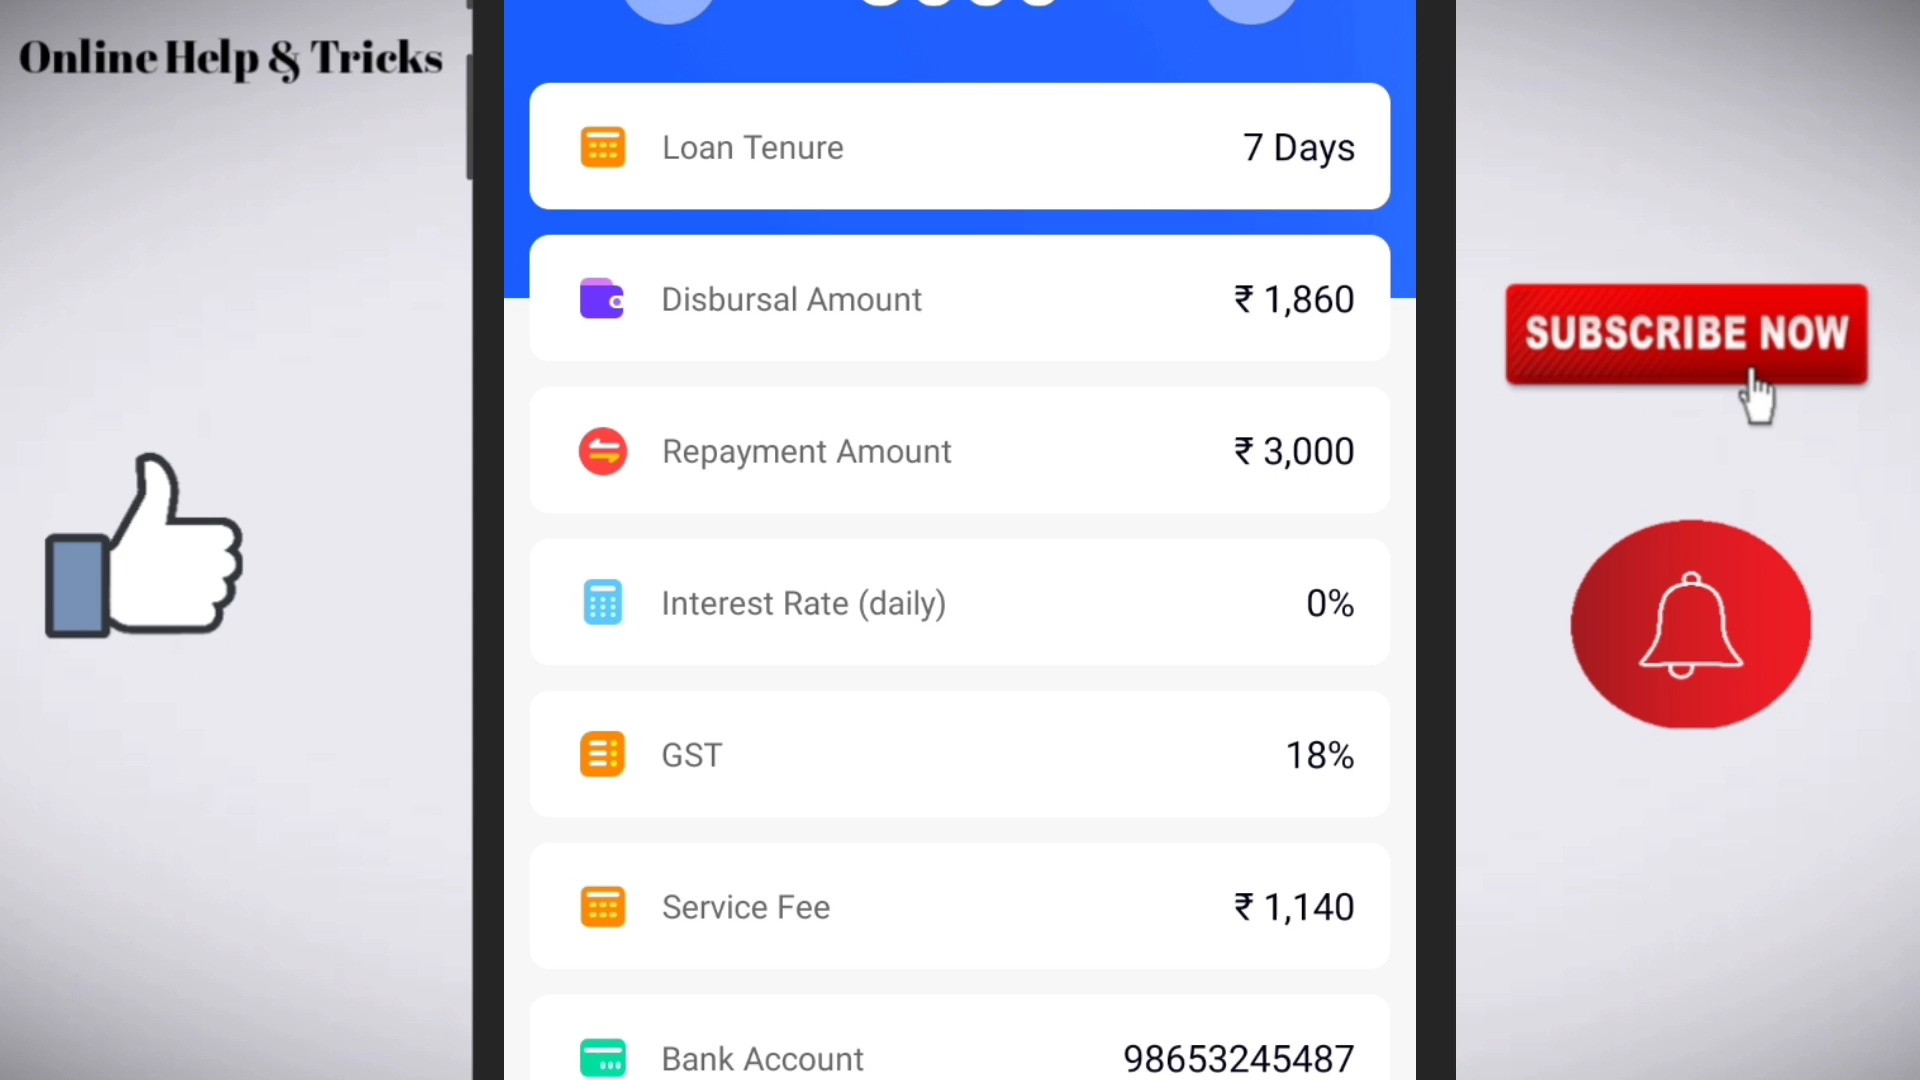 Online Help & Tricks
Loan Tenure 7 Days
Disbursal Amount ₹ 1,860
SUBSCRIBE NOW
Repayment Amount ₹ 3,000
Interest Rate (daily) 0%
GST 18%
Service Fee ₹ 1,140
Bank Account 98653245487